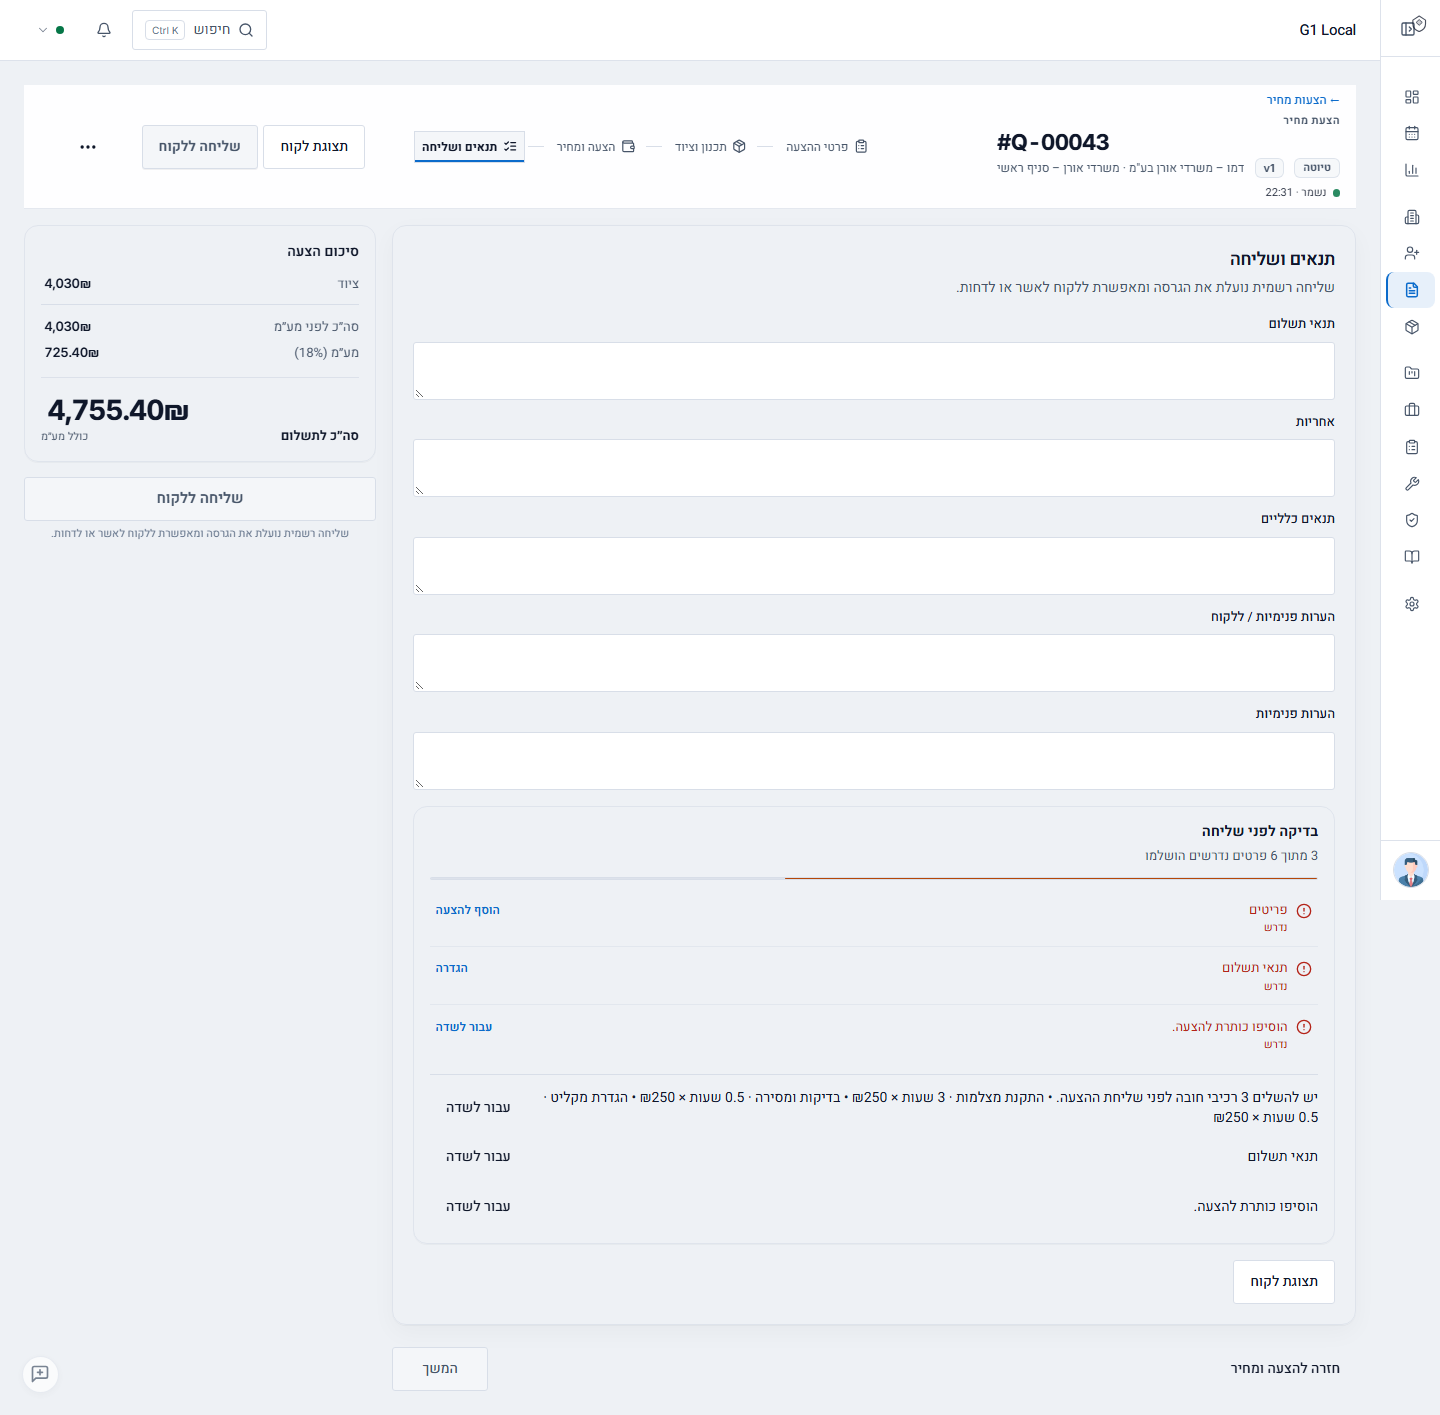 G1 Local
חיפוש
Ctrl K
← הצעות מחיר
הצעת מחיר
#Q-00043
טיוטה
v1
דמו – משרדי אורן בע"מ · משרדי אורן – סניף ראשי
נשמר · 22:31
פרטי ההצעה
תכנון וציוד
הצעה ומחיר
תנאים ושליחה
תצוגת לקוח
שליחה ללקוח
תנאים ושליחה
שליחה רשמית נועלת את הגרסה ומאפשרת ללקוח לאשר או לדחות.
תנאי תשלום
אחריות
תנאים כלליים
הערות פנימיות / ללקוח
הערות פנימיות
בדיקה לפני שליחה
3 מתוך 6 פרטים נדרשים הושלמו
פריטים
נדרש
הוסף להצעה
תנאי תשלום
נדרש
הגדרה
הוסיפו כותרת להצעה.
נדרש
עבור לשדה
יש להשלים 3 רכיבי חובה לפני שליחת ההצעה. • התקנת מצלמות · 3 שעות × ₪250 • בדיקות ומסירה · 0.5 שעות × ₪250 • הגדרת מקליט ·
0.5 שעות × ₪250
עבור לשדה
תנאי תשלום
עבור לשדה
הוסיפו כותרת להצעה.
עבור לשדה
תצוגת לקוח
חזרה להצעה ומחיר
המשך
סיכום הצעה
ציוד
4,030₪
סה״כ לפני מע״מ
4,030₪
מע״מ (18%)
725.40₪
סה״כ לתשלום
4,755.40₪
כולל מע״מ
שליחה ללקוח
שליחה רשמית נועלת את הגרסה ומאפשרת ללקוח לאשר או לדחות.